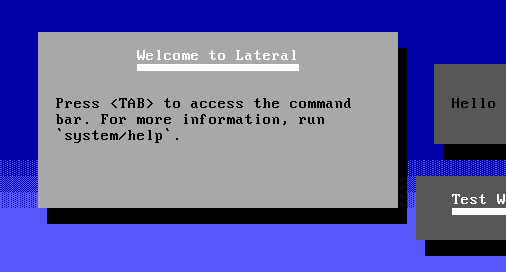 Welcome to Lateral
Press <TAB> to access the command
bar. For more information, run
`system/help`.
Hello
Test W